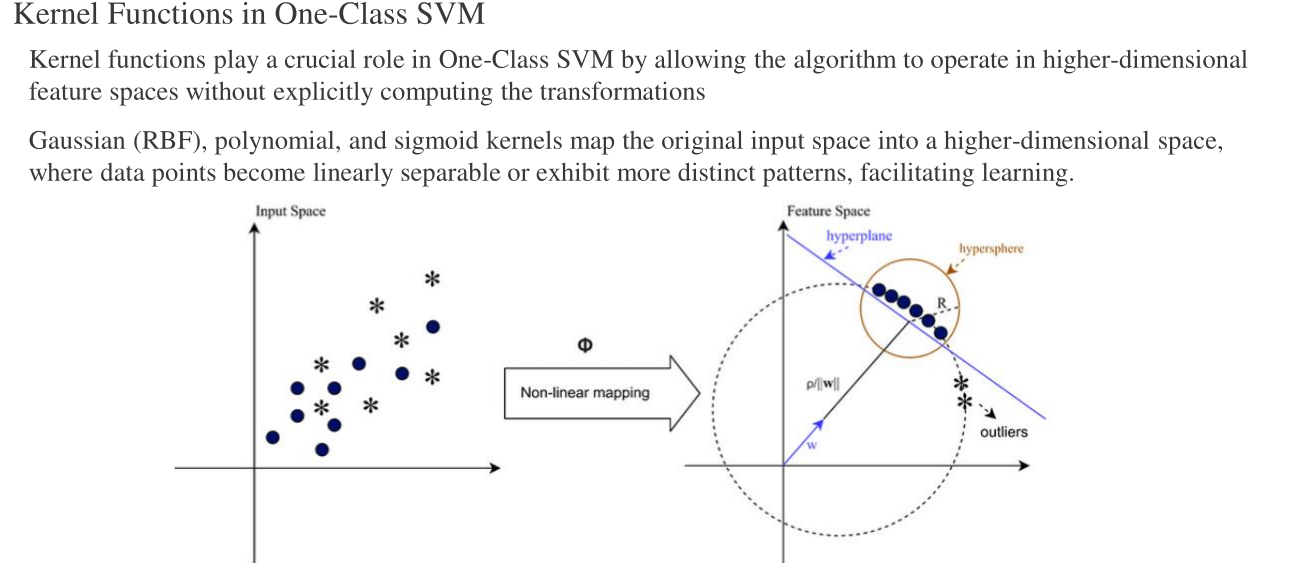 Kernel Functions in One-Class SVM
Kernel functions play a crucial role in One-Class SVM by allowing the algorithm to operate in higher-dimensional
feature spaces without explicitly computing the transformations
Gaussian (RBF), polynomial, and sigmoid kernels map the original input space into a higher-dimensional space,
where data points become linearly separable or exhibit more distinct patterns, facilitating learning.
Input Space
Φ
Non-linear mapping
Feature Space
hyperplane
hypersphere
R
ρ/||w||
w
outliers